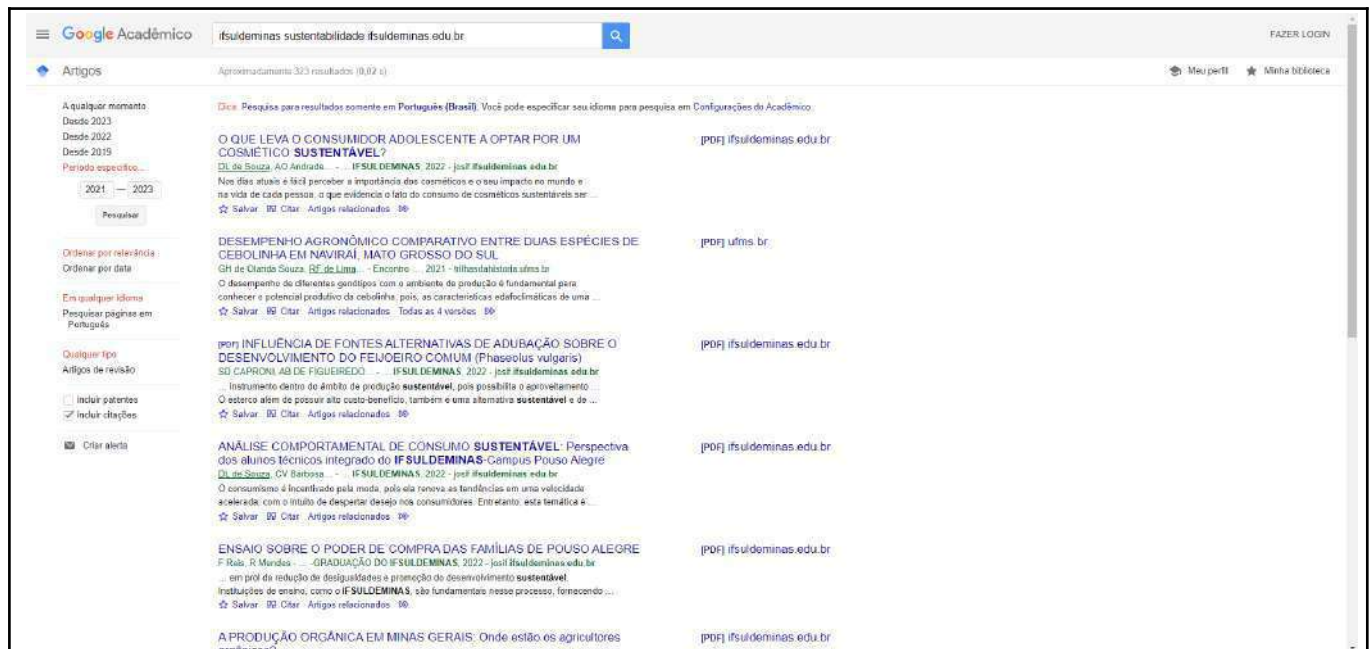 Google Acadêmico
ifsuldeminas sustentabilidade ifsuldeminas.edu.br
FAZER LOGIN
Artigos
Aproximadamente 323 resultados (0,02 s)
Meu perfil
Minha biblioteca
A qualquer momento
Desde 2023
Desde 2022
Desde 2019
Período específico...
2021 — 2023
Pesquisar
Ordenar por relevância
Ordenar por data
Em qualquer idioma
Pesquisar páginas em
Português
Qualquer tipo
Artigos de revisão
incluir patentes
incluir citações
Criar alerta
Dica: Pesquisa para resultados somente em Português (Brasil). Você pode especificar seu idioma para pesquisa em Configurações do Acadêmico.
O QUE LEVA O CONSUMIDOR ADOLESCENTE A OPTAR POR UM
COSMÉTICO SUSTENTÁVEL?
DL de Souza, AO Andrade... - ... IFSULDEMINAS, 2022 - josif.ifsuldeminas.edu.br
Nos dias atuais é fácil perceber a importância dos cosméticos e o seu impacto no mundo e
na vida de cada pessoa, o que evidencia o fato do consumo de cosméticos sustentáveis ser ...
Salvar Citar Artigos relacionados
[PDF] ifsuldeminas.edu.br
DESEMPENHO AGRONÔMICO COMPARATIVO ENTRE DUAS ESPÉCIES DE
CEBOLINHA EM NAVIRAÍ, MATO GROSSO DO SUL
GH de Olanda Souza, RF de Lima... - Encontro ..., 2021 - trilhasdahistoria.ufms.br
O desempenho de diferentes genótipos com o ambiente de produção é fundamental para
conhecer o potencial produtivo da cebolinha, pois, as características edafoclimáticas de uma ...
Salvar Citar Artigos relacionados Todas as 4 versões
[PDF] ufms.br
[PDF] INFLUÊNCIA DE FONTES ALTERNATIVAS DE ADUBAÇÃO SOBRE O
DESENVOLVIMENTO DO FEIJOEIRO COMUM (Phaseolus vulgaris)
SD CAPRONI, AB DE FIGUEIREDO... - ... IFSULDEMINAS, 2022 - josif.ifsuldeminas.edu.br
... Instrumento dentro do âmbito de produção sustentável, pois possibilita o aproveitamento ...
O esterco além de possuir alto custo-benefício, também é uma alternativa sustentável e de ...
Salvar Citar Artigos relacionados
[PDF] ifsuldeminas.edu.br
ANÁLISE COMPORTAMENTAL DE CONSUMO SUSTENTÁVEL: Perspectiva
dos alunos técnicos integrado do IFSULDEMINAS-Campus Pouso Alegre
DL de Souza, CV Barbosa... - ... IFSULDEMINAS, 2022 - josif.ifsuldeminas.edu.br
O consumismo é incentivado pela moda, pois ela renova as tendências em uma velocidade
acelerada, com o intuito de despertar desejo nos consumidores. Entretanto, esta temática é ...
Salvar Citar Artigos relacionados
[PDF] ifsuldeminas.edu.br
ENSAIO SOBRE O PODER DE COMPRA DAS FAMÍLIAS DE POUSO ALEGRE
F Reis, R Mendes - ... -GRADUAÇÃO DO IFSULDEMINAS, 2022 - josif.ifsuldeminas.edu.br
... em prol da redução de desigualdades e promoção do desenvolvimento sustentável.
Instituições de ensino, como o IFSULDEMINAS, são fundamentais nesse processo, fornecendo ...
Salvar Citar Artigos relacionados
[PDF] ifsuldeminas.edu.br
A PRODUÇÃO ORGÂNICA EM MINAS GERAIS: Onde estão os agricultores
[PDF] ifsuldeminas.edu.br